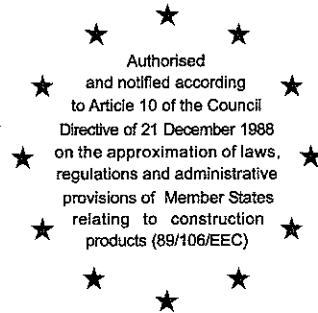 Authorised
and notified according
to Article 10 of the Council
Directive of 21 December 1988
on the approximation of laws,
regulations and administrative
provisions of Member States
relating to construction
products (89/106/EEC)